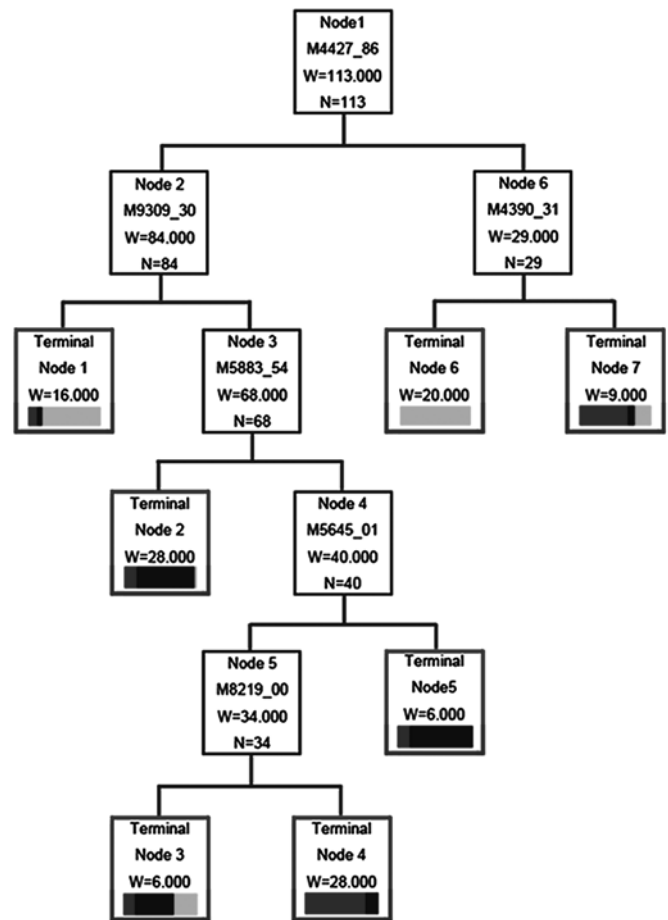 Node1
M4427_86
W=113.000
N=113
Node 2
M9309_30
W=84.000
N=84
Node 6
M4390_31
W=29.000
N=29
Terminal
Node 1
W=16.000
Node 3
M5883_54
W=68.000
N=68
Terminal
Node 6
W=20.000
Terminal
Node 7
W=9.000
Terminal
Node 2
W=28.000
Node 4
M5645_01
W=40.000
N=40
Node 5
M8219_00
W=34.000
N=34
Terminal
Node5
W=6.000
Terminal
Node 3
W=6.000
Terminal
Node 4
W=28.000